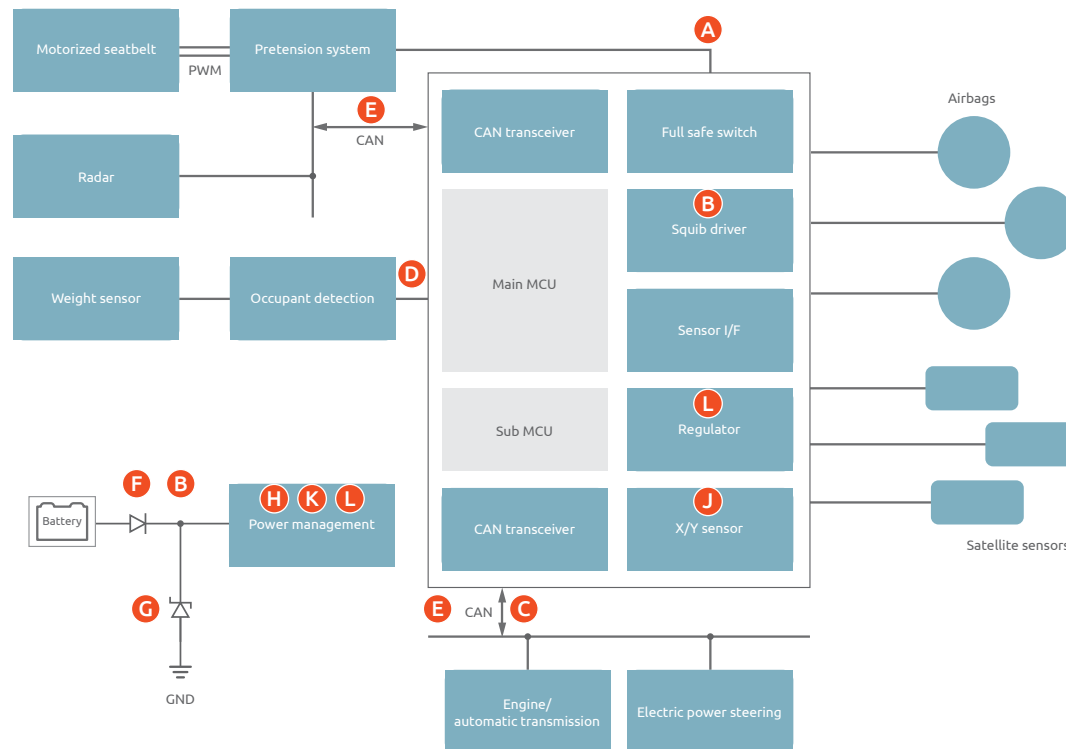 A
Motorized seatbelt
Pretension system
PWM
Airbags
E
CAN
CAN transceiver
Full safe switch
Radar
B
Squib driver
D
Main MCU
Weight sensor
Occupant detection
Sensor I/F
L
Regulator
Sub MCU
F
B
H
K
L
J
Battery
Power management
CAN transceiver
X/Y sensor
Satellite sensors
G
E
CAN
C
GND
Engine/
automatic transmission
Electric power steering